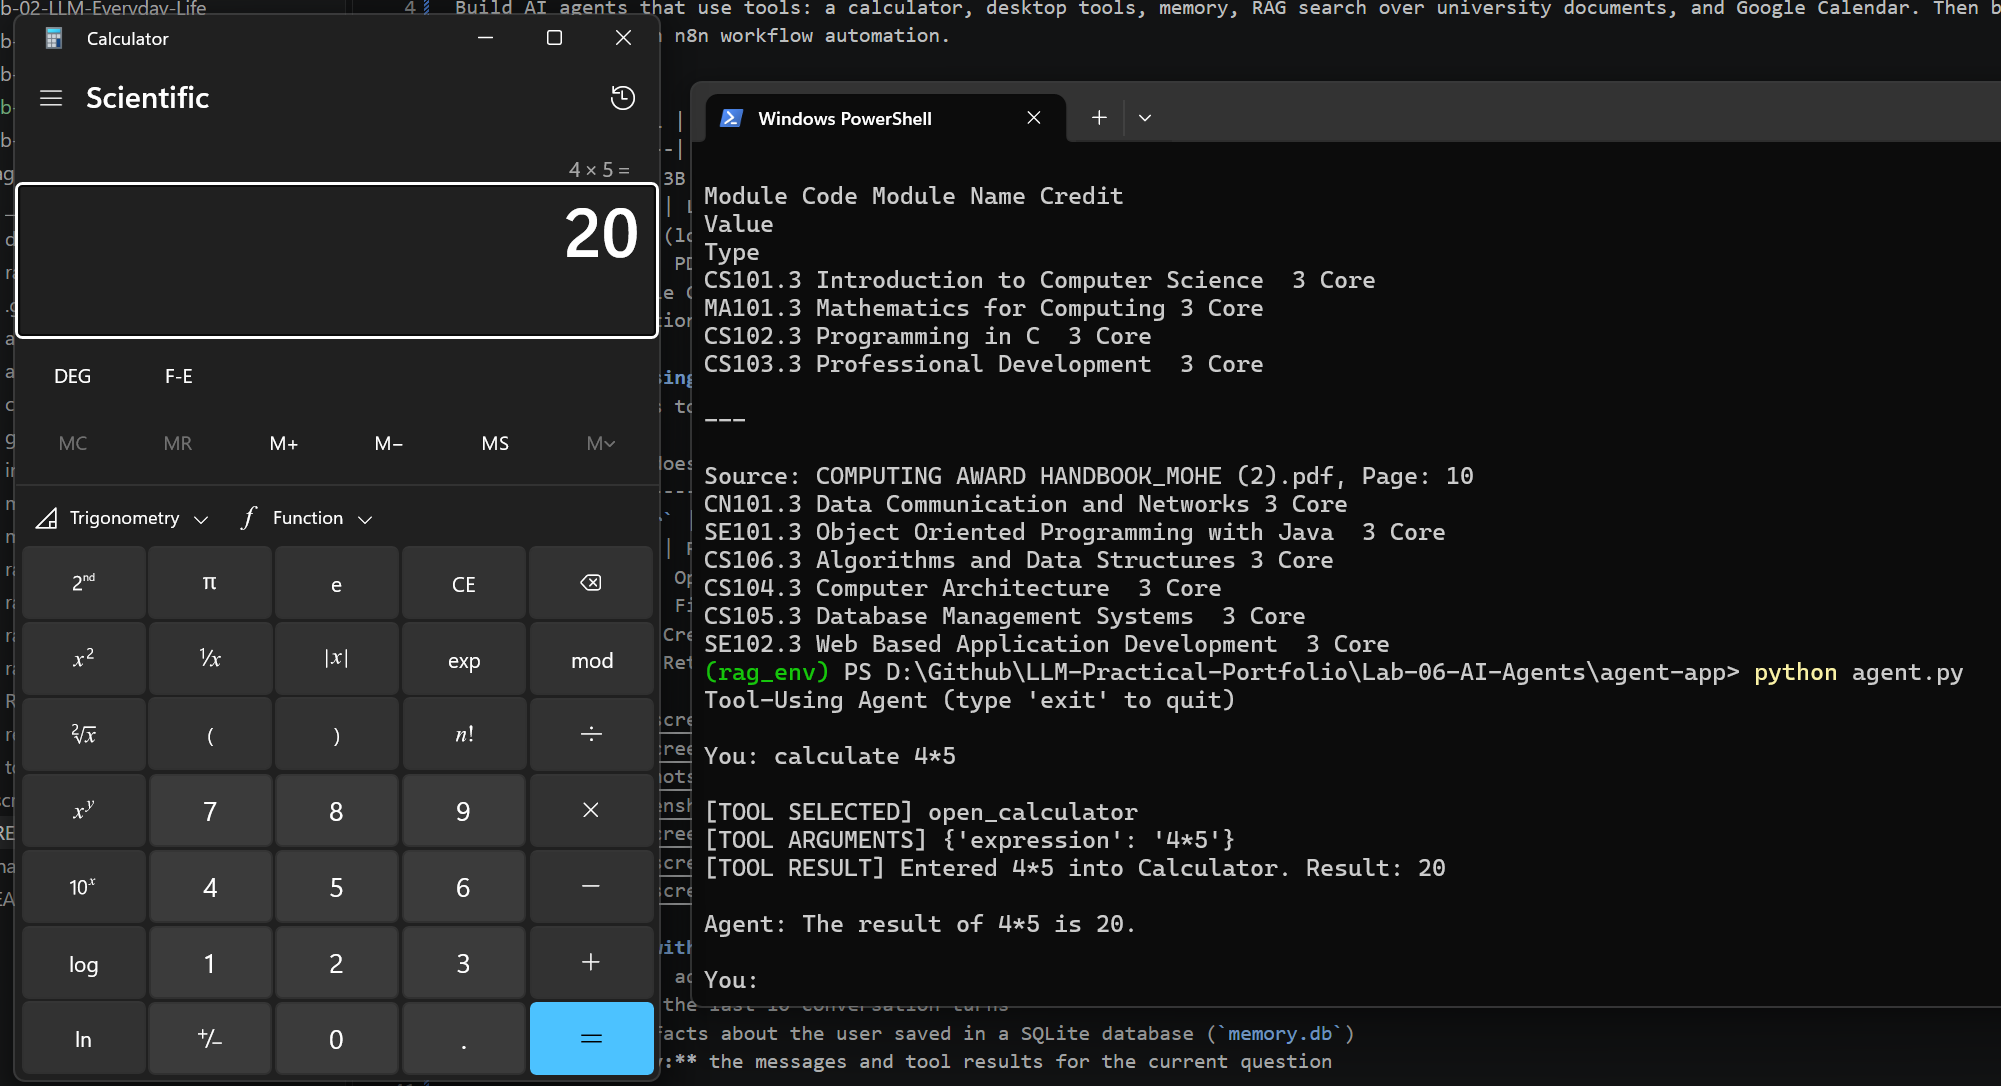 b-02-LLM-Everyday-Life
4 Build AI agents that use tools: a calculator, desktop tools, memory, RAG search over university documents, and Google Calendar. Then b
n8n workflow automation.
Calculator
Scientific
4 × 5 =
20
DEG F-E
MC MR M+ M− MS M
Trigonometry Function
2nd π e CE
x² ¹⁄x |x| exp mod
²√x ( ) n! ÷
xʸ 7 8 9 ×
10ˣ 4 5 6 −
log 1 2 3 +
ln +/− 0 . =
Windows PowerShell
Module Code Module Name Credit
Value
Type
CS101.3 Introduction to Computer Science  3 Core
MA101.3 Mathematics for Computing 3 Core
CS102.3 Programming in C  3 Core
CS103.3 Professional Development  3 Core
---
Source: COMPUTING AWARD HANDBOOK_MOHE (2).pdf, Page: 10
CN101.3 Data Communication and Networks 3 Core
SE101.3 Object Oriented Programming with Java  3 Core
CS106.3 Algorithms and Data Structures 3 Core
CS104.3 Computer Architecture  3 Core
CS105.3 Database Management Systems  3 Core
SE102.3 Web Based Application Development  3 Core
(rag_env) PS D:\Github\LLM-Practical-Portfolio\Lab-06-AI-Agents\agent-app> python agent.py
Tool-Using Agent (type 'exit' to quit)
You: calculate 4*5
[TOOL SELECTED] open_calculator
[TOOL ARGUMENTS] {'expression': '4*5'}
[TOOL RESULT] Entered 4*5 into Calculator. Result: 20
Agent: The result of 4*5 is 20.
You:
the last 10 conversation turns
facts about the user saved in a SQLite database (`memory.db`)
:** the messages and tool results for the current question